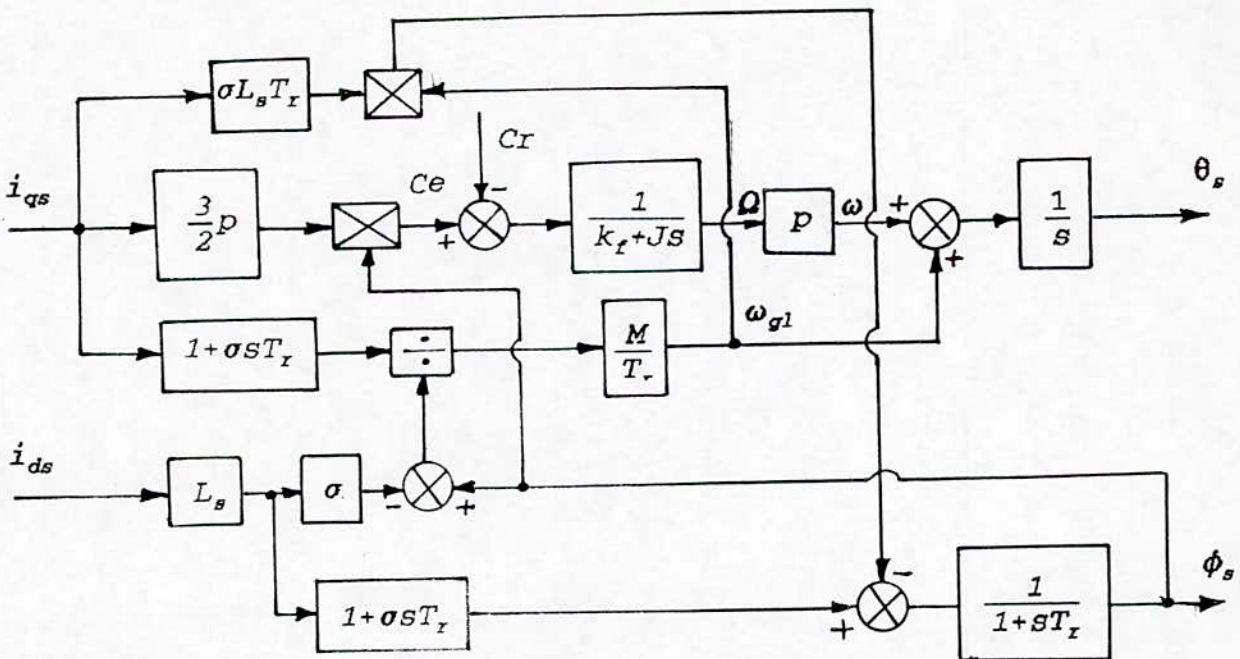 σL_sT_r
Cr
i_qs
3/2 p
Ce
+
-
1/(k_f+Js)
Ω
p
ω
+
+
1/s
θ_s
1+σsT_r
÷
M/T_r
ω_gl
i_ds
L_s
σ
-
+
1+σsT_r
+
-
1/(1+sT_r)
ϕ_s